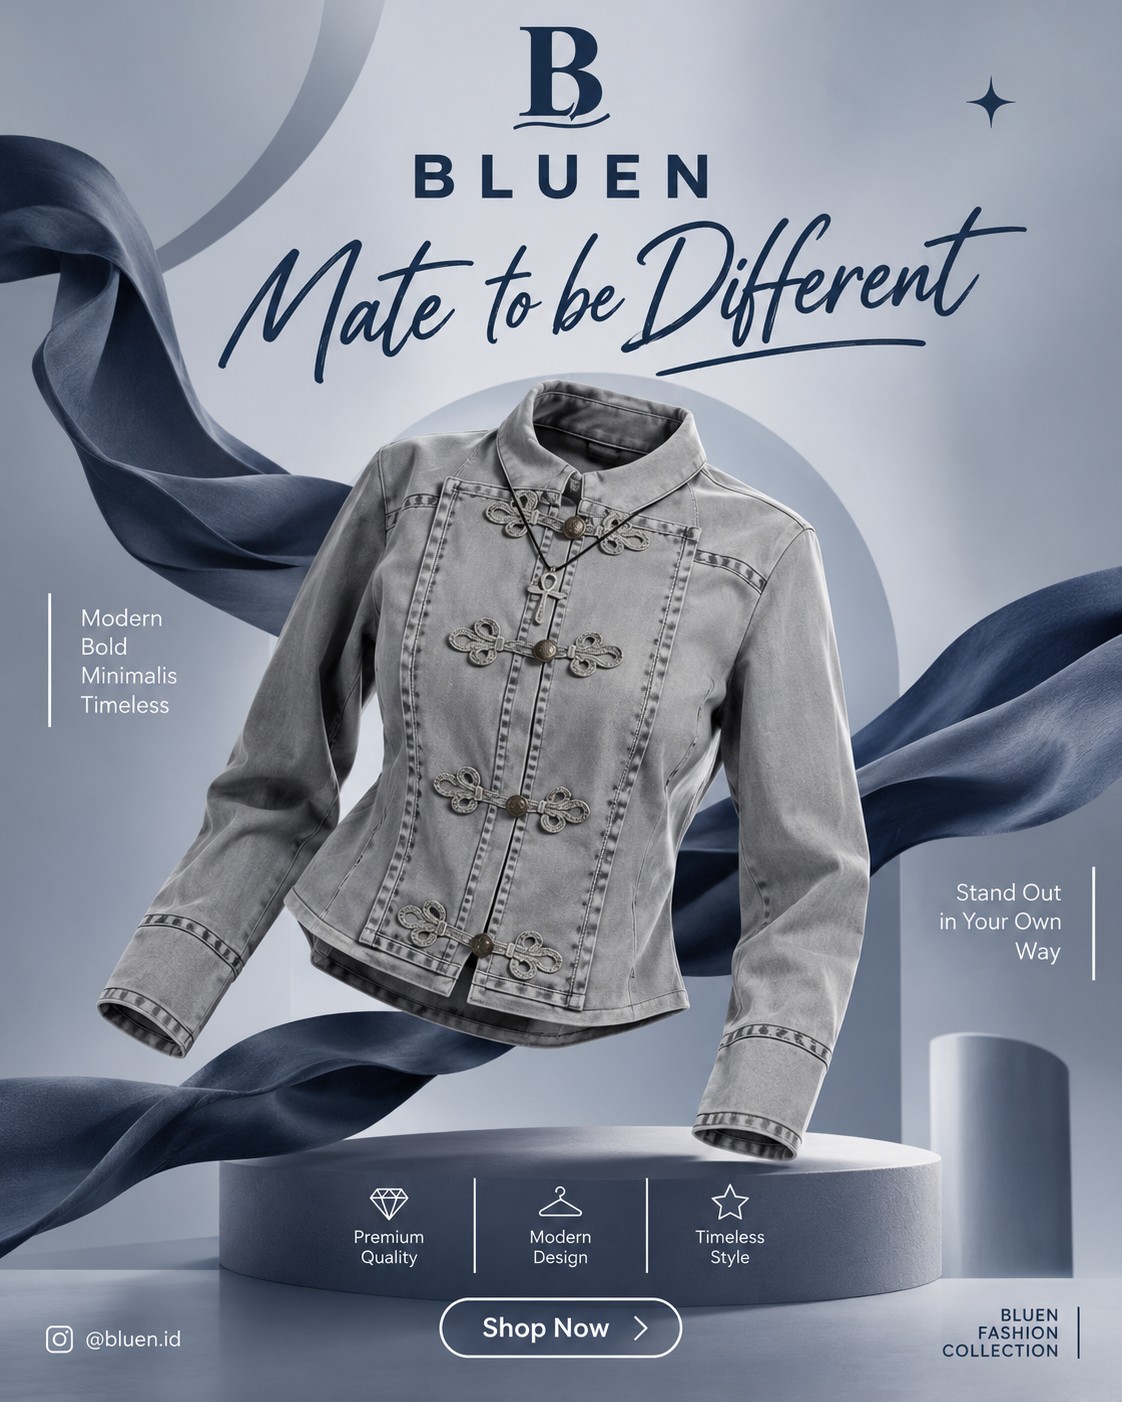 B
BLUEN
Mate to be Different
Modern
Bold
Minimalis
Timeless
Stand Out
in Your Own
Way
Premium
Quality
Modern
Design
Timeless
Style
Shop Now
@bluen.id
BLUEN
FASHION
COLLECTION